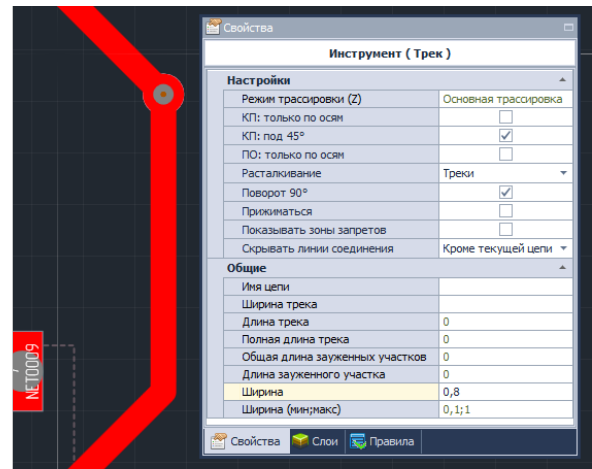 Свойства
Инструмент ( Трек )
Настройки
Режим трассировки (Z) Основная трассировка
КП: только по осям
КП: под 45°
ПО: только по осям
Расталкивание Треки
Поворот 90°
Прижиматься
Показывать зоны запретов
Скрывать линии соединения Кроме текущей цепи
Общие
Имя цепи
Ширина трека
Длина трека 0
Полная длина трека 0
Общая длина зауженных участков 0
Длина зауженного участка 0
Ширина 0,8
Ширина (мин;макс) 0,1;1
Свойства Слои Правила
NET0009